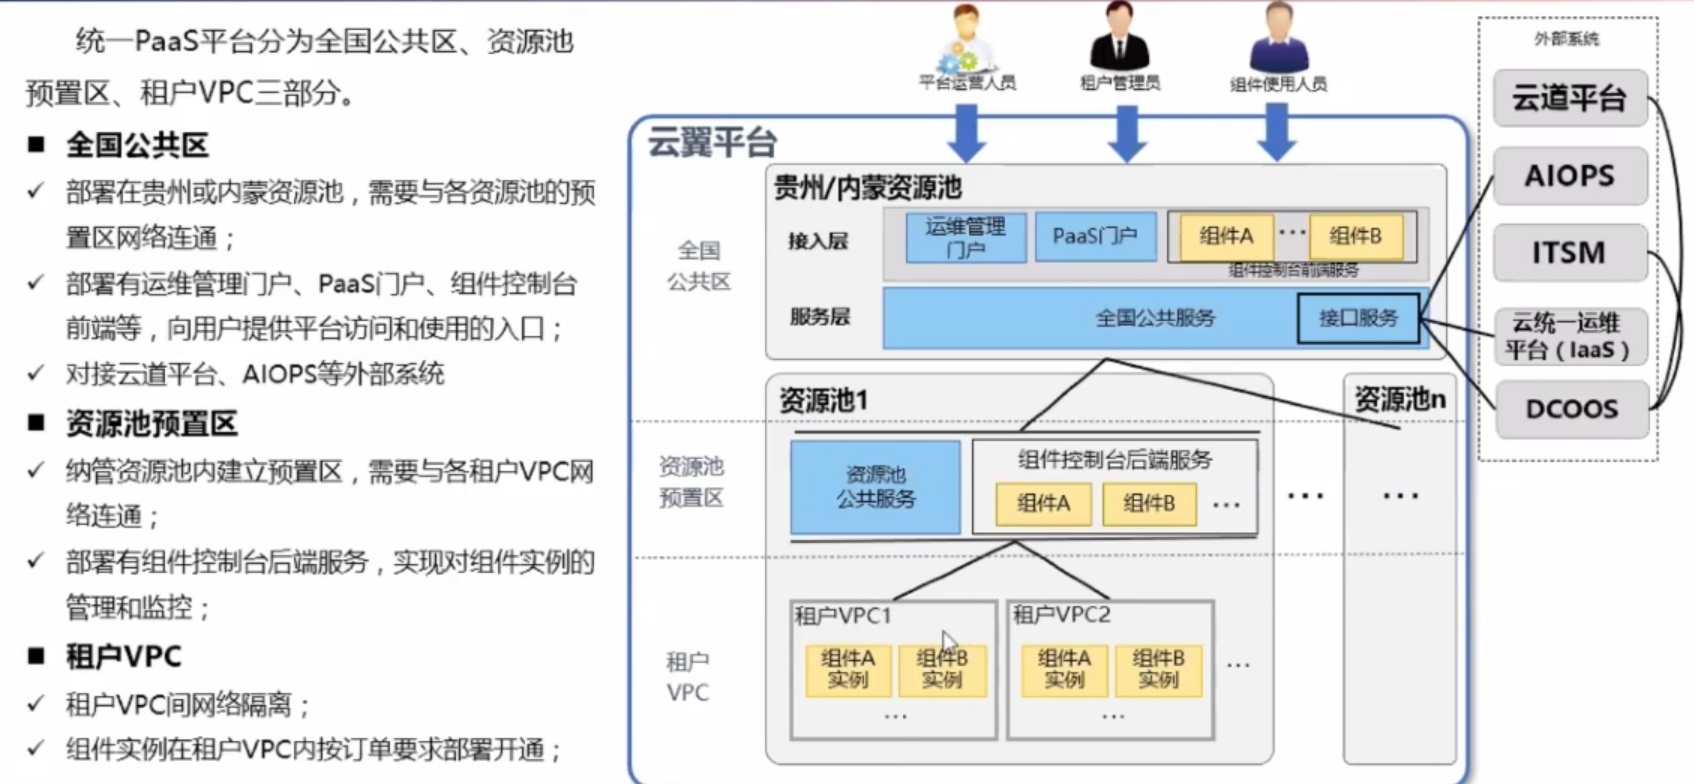 统一PaaS平台分为全国公共区、资源池
预置区、租户VPC三部分。
■ 全国公共区
✓ 部署在贵州或内蒙资源池，需要与各资源池的预
置区网络连通；
✓ 部署有运维管理门户、PaaS门户、组件控制台
前端等，向用户提供平台访问和使用的入口；
✓ 对接云道平台、AIOPS等外部系统
■ 资源池预置区
✓ 纳管资源池内建立预置区，需要与各租户VPC网
络连通；
✓ 部署有组件控制台后端服务，实现对组件实例的
管理和监控；
■ 租户VPC
✓ 租户VPC间网络隔离；
✓ 组件实例在租户VPC内按订单要求部署开通；
平台运营人员
租户管理员
组件使用人员
云翼平台
全国
公共区
贵州/内蒙资源池
接入层
运维管理
门户
PaaS门户
组件A
...
组件B
组件控制台前端服务
服务层
全国公共服务
接口服务
资源池
预置区
资源池1
资源池
公共服务
组件控制台后端服务
组件A
组件B
...
...
资源池n
...
租户
VPC
租户VPC1
组件A
实例
组件B
实例
...
租户VPC2
组件A
实例
组件B
实例
...
...
外部系统
云道平台
AIOPS
ITSM
云统一运维
平台（IaaS）
DCOOS